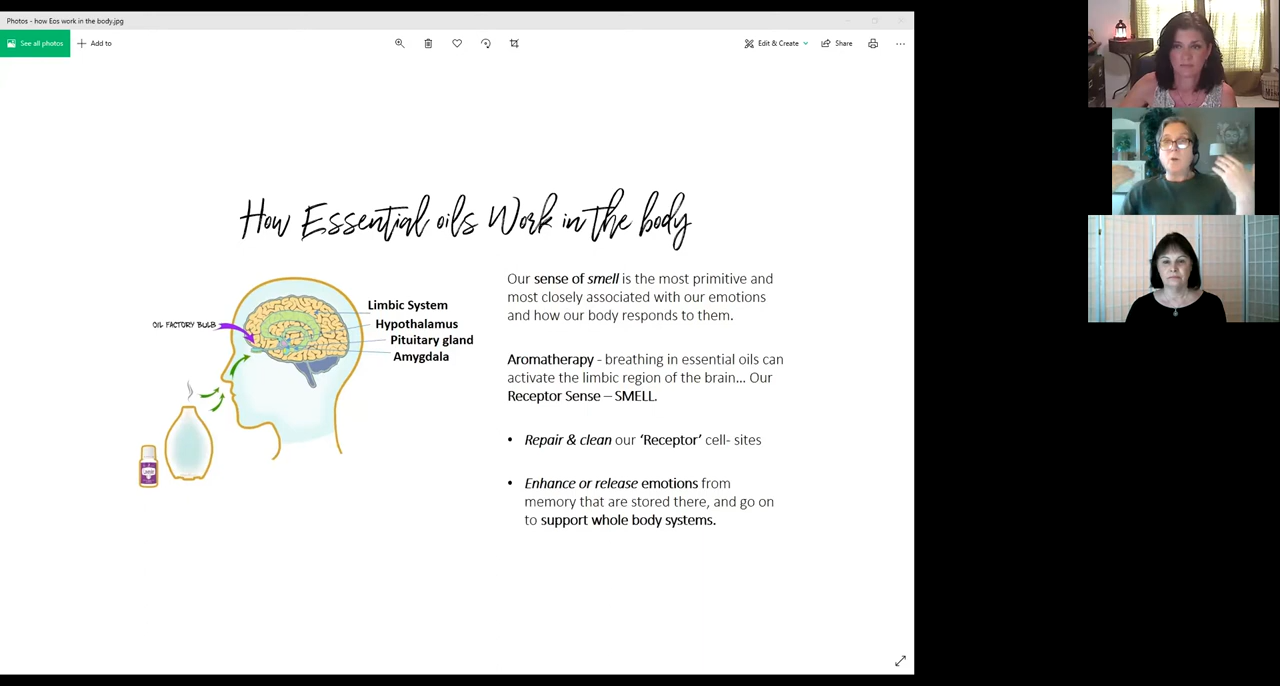 Photos - how Eos work in the body.jpg
See all photos
Add to
Edit & Create
Share
How Essential oils Work in the body
OIL FACTORY BULB
Limbic System
Hypothalamus
Pituitary gland
Amygdala
Lavender
Our sense of smell is the most primitive and
most closely associated with our emotions
and how our body responds to them.
Aromatherapy - breathing in essential oils can
activate the limbic region of the brain... Our
Receptor Sense – SMELL.
• Repair & clean our ‘Receptor’ cell- sites
• Enhance or release emotions from
memory that are stored there, and go on
to support whole body systems.